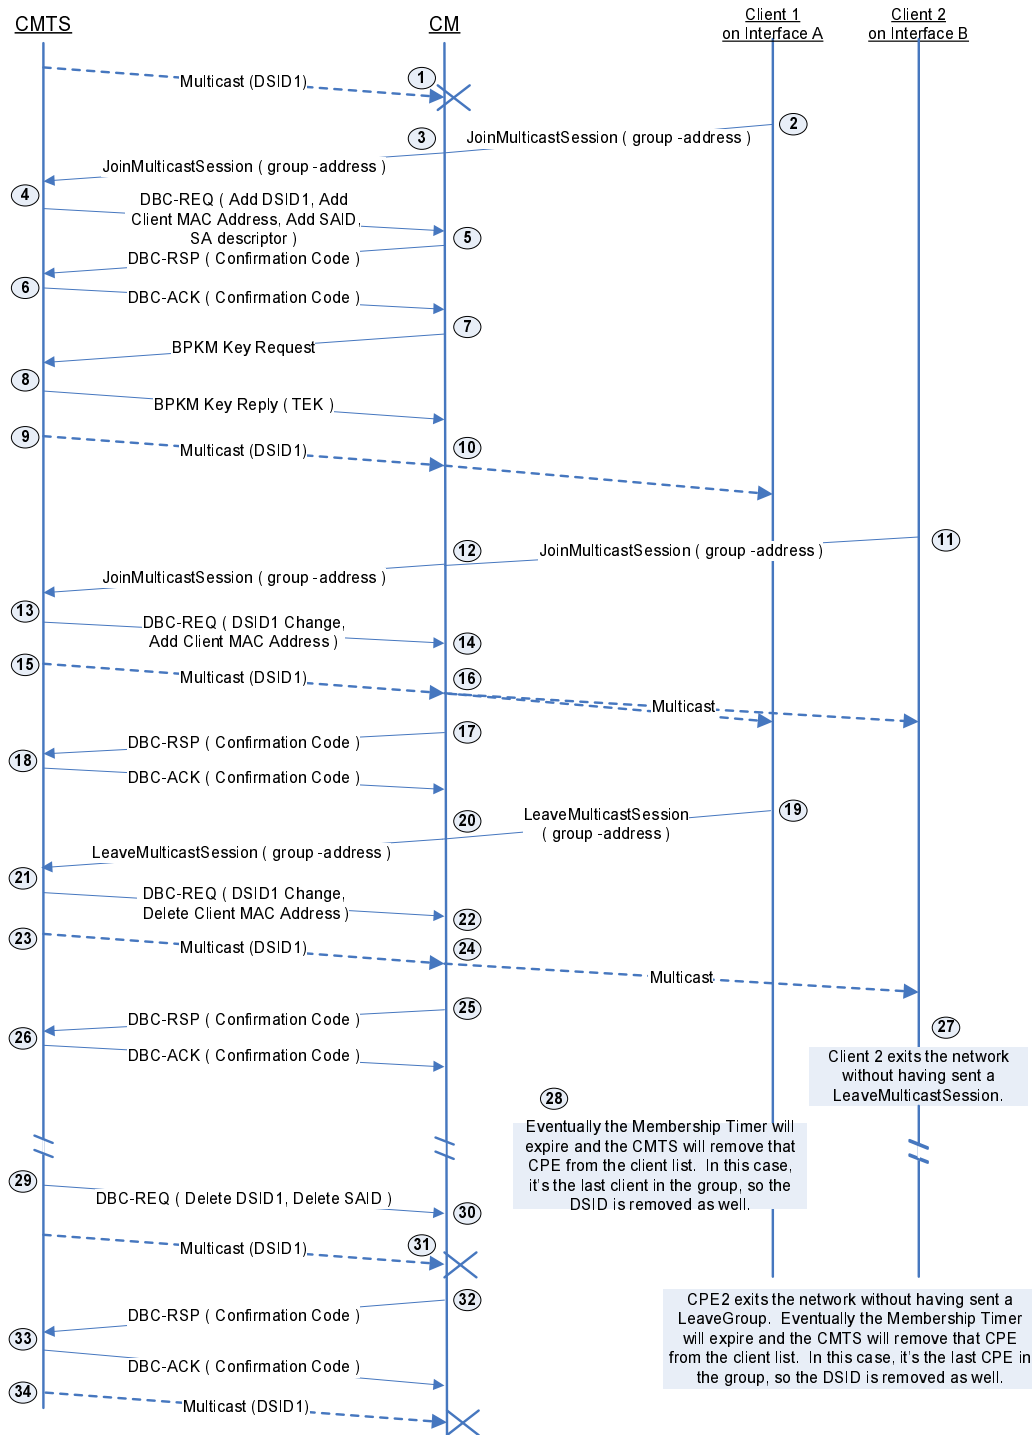 CMTS
CM
Client 1
on Interface A
Client 2
on Interface B
1
Multicast (DSID1)
2
3
JoinMulticastSession ( group -address )
JoinMulticastSession ( group -address )
4
DBC-REQ ( Add DSID1, Add
Client MAC Address, Add SAID,
SA descriptor )
5
DBC-RSP ( Confirmation Code )
6
DBC-ACK ( Confirmation Code )
7
BPKM Key Request
8
BPKM Key Reply ( TEK )
9
Multicast (DSID1)
10
11
12
JoinMulticastSession ( group -address )
JoinMulticastSession ( group -address )
13
DBC-REQ ( DSID1 Change,
Add Client MAC Address )
14
15
Multicast (DSID1)
16
Multicast
17
DBC-RSP ( Confirmation Code )
18
DBC-ACK ( Confirmation Code )
19
20
LeaveMulticastSession
( group -address )
LeaveMulticastSession ( group -address )
21
DBC-REQ ( DSID1 Change,
Delete Client MAC Address )
22
23
Multicast (DSID1)
24
Multicast
25
DBC-RSP ( Confirmation Code )
26
DBC-ACK ( Confirmation Code )
27
Client 2 exits the network
without having sent a
LeaveMulticastSession.
28
Eventually the Membership Timer will
expire and the CMTS will remove that
CPE from the client list. In this case,
it's the last client in the group, so the
DSID is removed as well.
29
DBC-REQ ( Delete DSID1, Delete SAID )
30
31
Multicast (DSID1)
32
DBC-RSP ( Confirmation Code )
33
DBC-ACK ( Confirmation Code )
34
Multicast (DSID1)
CPE2 exits the network without having sent a
LeaveGroup. Eventually the Membership Timer
will expire and the CMTS will remove that CPE
from the client list. In this case, it's the last CPE in
the group, so the DSID is removed as well.